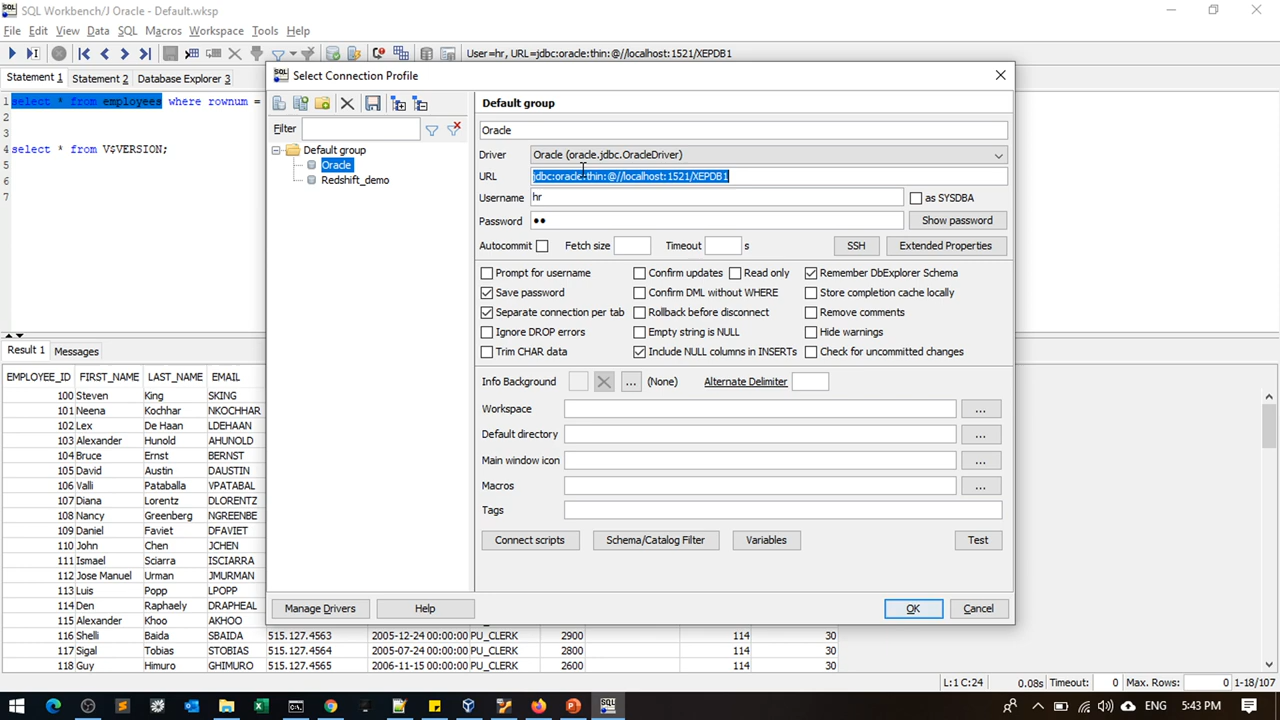 SQL Workbench/J Oracle - Default.wksp
File Edit View Data SQL Macros Workspace Tools Help
User=hr, URL=jdbc:oracle:thin:@//localhost:1521/XEPDB1
Statement 1 Statement 2 Database Explorer 3
1 select * from employees where rownum =
2
3
4 select * from V$VERSION;
5
6
7
Select Connection Profile
Filter
Default group
Oracle
Redshift_demo
Default group
Oracle
Driver Oracle (oracle.jdbc.OracleDriver)
URL jdbc:oracle:thin:@//localhost:1521/XEPDB1
Username hr as SYSDBA
Password ●● Show password
Autocommit Fetch size Timeout s SSH Extended Properties
Prompt for username Confirm updates Read only Remember DbExplorer Schema
Save password Confirm DML without WHERE Store completion cache locally
Separate connection per tab Rollback before disconnect Remove comments
Ignore DROP errors Empty string is NULL Hide warnings
Trim CHAR data Include NULL columns in INSERTs Check for uncommitted changes
Info Background ... (None) Alternate Delimiter
Workspace ...
Default directory ...
Main window icon ...
Macros ...
Tags
Connect scripts Schema/Catalog Filter Variables Test
Manage Drivers Help OK Cancel
Result 1 Messages
EMPLOYEE_ID FIRST_NAME LAST_NAME EMAIL
100 Steven King SKING
101 Neena Kochhar NKOCHHAR
102 Lex De Haan LDEHAAN
103 Alexander Hunold AHUNOLD
104 Bruce Ernst BERNST
105 David Austin DAUSTIN
106 Valli Pataballa VPATABAL
107 Diana Lorentz DLORENTZ
108 Nancy Greenberg NGREENBE
109 Daniel Faviet DFAVIET
110 John Chen JCHEN
111 Ismael Sciarra ISCIARRA
112 Jose Manuel Urman JMURMAN
113 Luis Popp LPOPP
114 Den Raphaely DRAPHEAL
115 Alexander Khoo AKHOO
116 Shelli Baida SBAIDA 515.127.4563 2005-12-24 00:00:00 PU_CLERK 2900 114 30
117 Sigal Tobias STOBIAS 515.127.4564 2005-07-24 00:00:00 PU_CLERK 2800 114 30
118 Guy Himuro GHIMURO 515.127.4565 2006-11-15 00:00:00 PU_CLERK 2600 114 30
L:1 C:24 0.08s Timeout: 0 Max. Rows: 0 1-18/107
ENG 5:43 PM